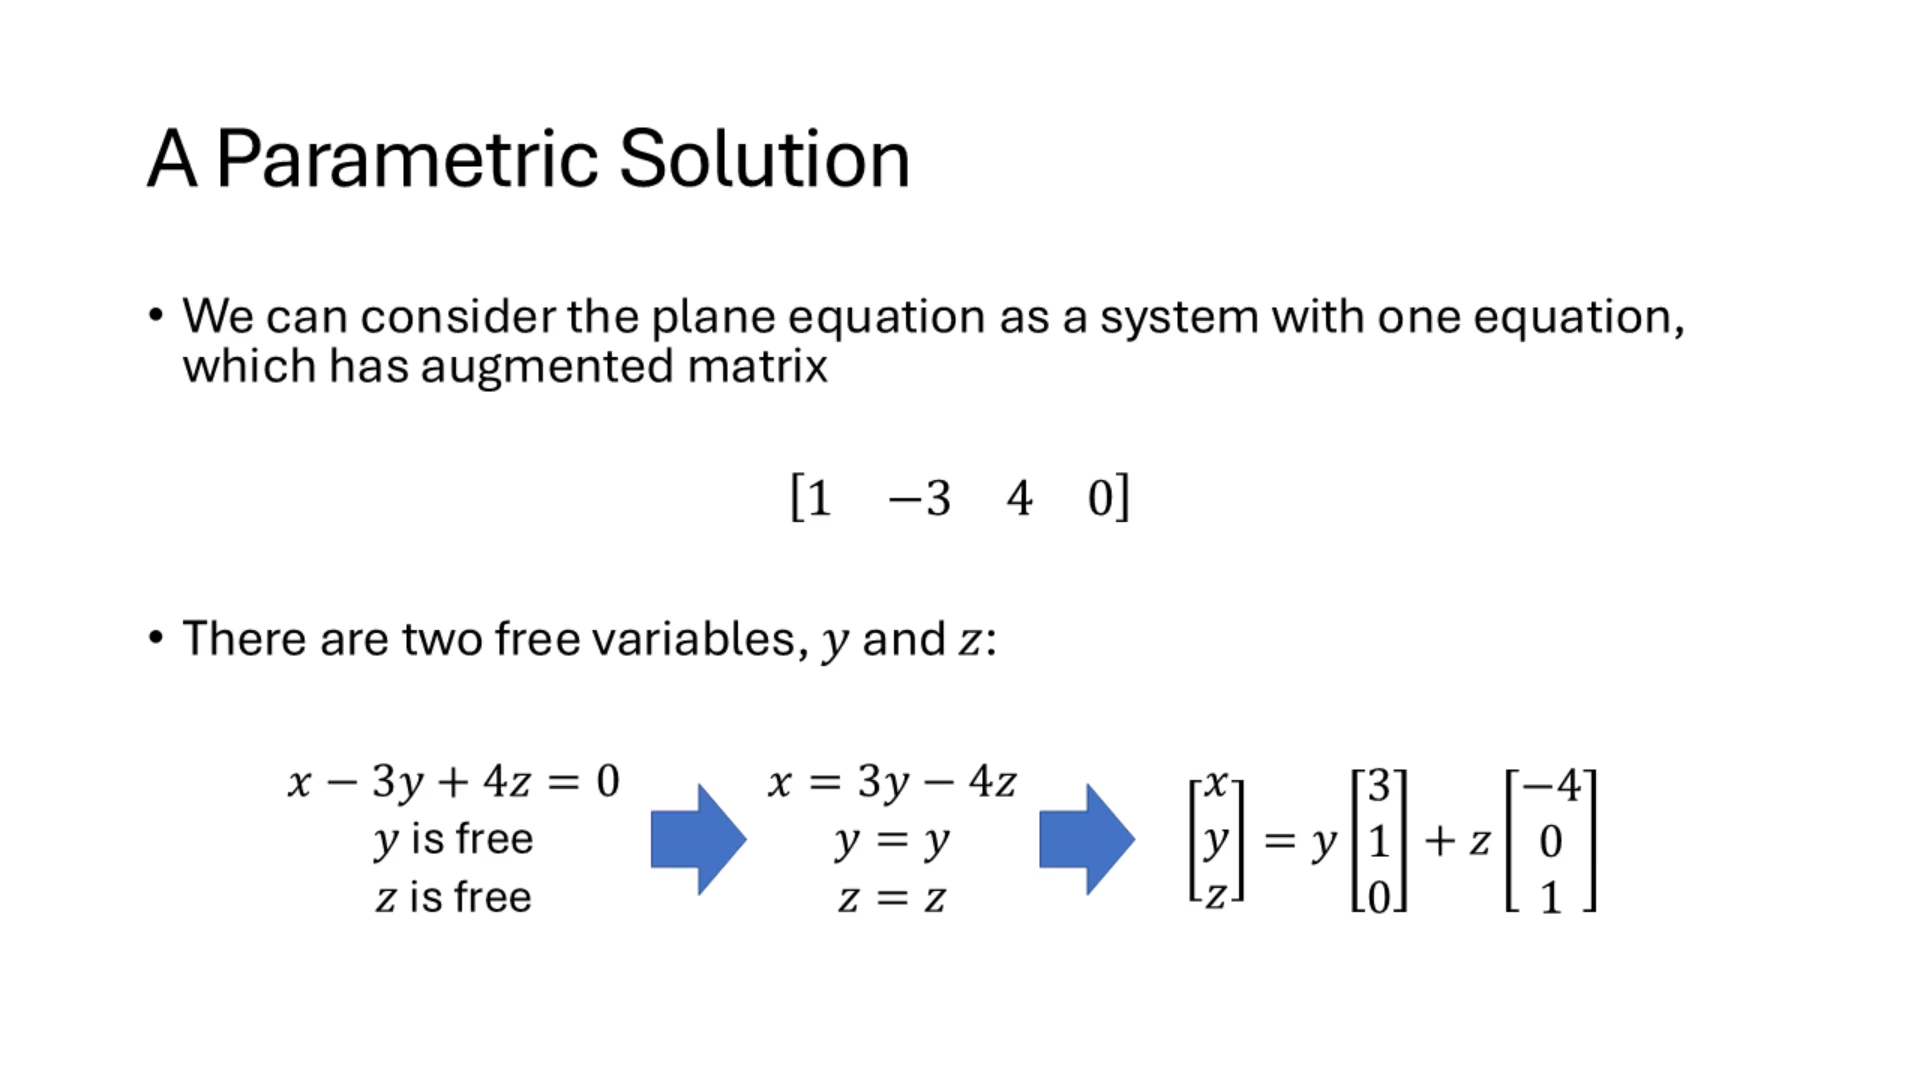 A Parametric Solution
• We can consider the plane equation as a system with one equation,
which has augmented matrix
[1 −3 4 0]
• There are two free variables, y and z:
x − 3y + 4z = 0
y is free
z is free
x = 3y − 4z
y = y
z = z
[x y z] = y [3 1 0] + z [−4 0 1]